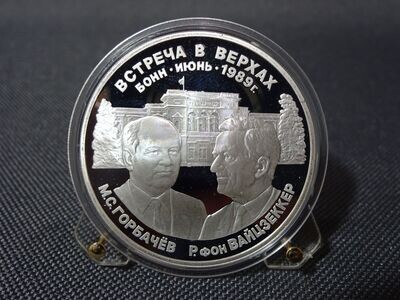 ВСТРЕЧА В ВЕРХАХ
БОНН · ИЮНЬ · 1989г.
М.С.ГОРБАЧЁВ
Р.ФОН ВАЙЦЗЕККЕР